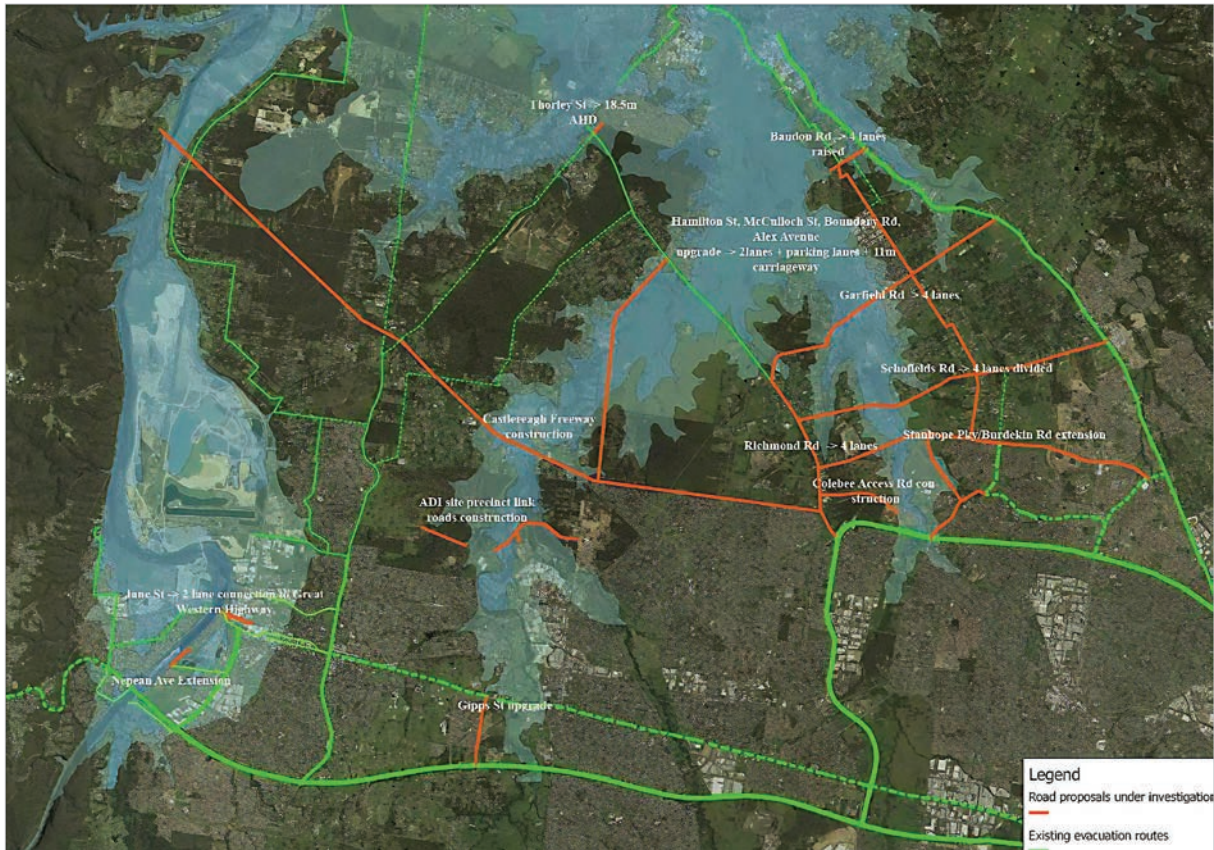 Thorley St -> 18.5m
AHD
Bandon Rd -> 4 lanes
raised
Hamilton St, McCulloch St, Boundary Rd,
Alex Avenue
upgrade -> 2lanes + parking lanes + 11m
carriageway
Garfield Rd -> 4 lanes
Schofields Rd -> 4 lanes divided
Castlereagh Freeway
construction
Richmond Rd -> 4 lanes
Stanhope Pky/Burdekin Rd extension
Colebee Access Rd con
struction
ADI site precinct link
roads construction
Jane St -> 2 lane connection to Great
Western Highway
Nepean Ave Extension
Gipps St upgrade
Legend
Road proposals under investigation
Existing evacuation routes